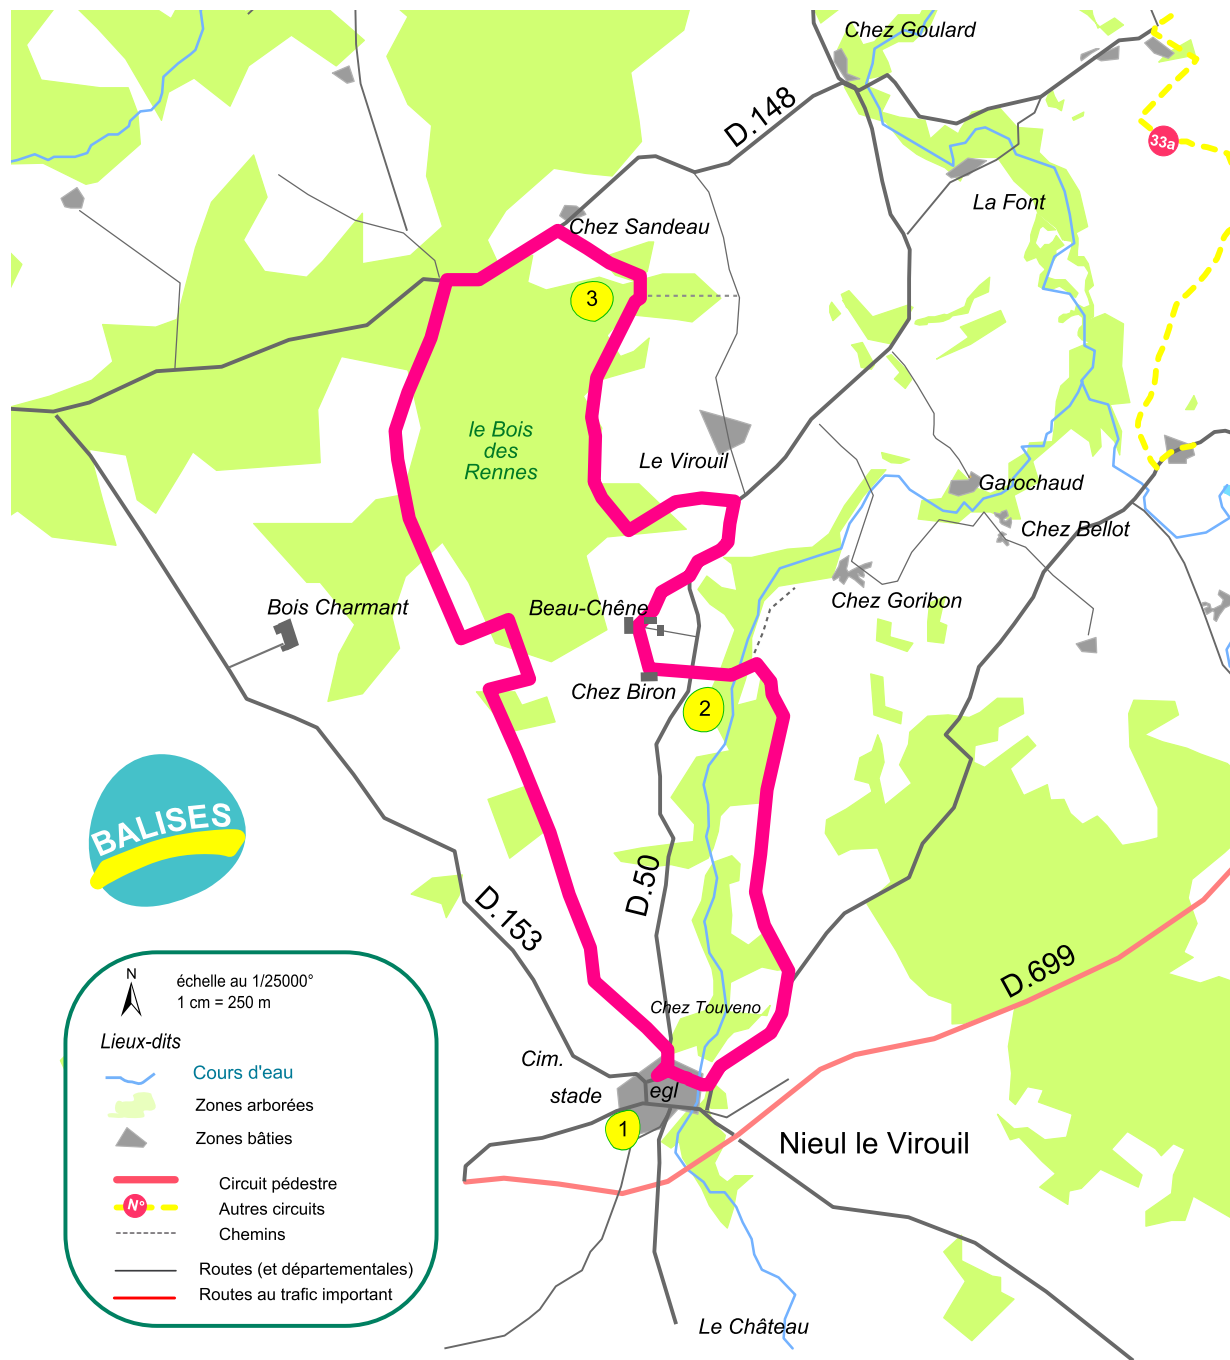 Chez Goulard
D.148
33a
La Font
Chez Sandeau
3
le Bois
des
Rennes
Le Virouil
Garochaud
Chez Bellot
Bois Charmant
Beau-Chêne
Chez Goribon
Chez Biron
2
BALISES
D.50
D.153
D.699
Chez Touveno
Cim.
stade
egl
1
Nieul le Virouil
Le Château
N
échelle au 1/25000°
1 cm = 250 m
Lieux-dits
Cours d'eau
Zones arborées
Zones bâties
Circuit pédestre
N° Autres circuits
Chemins
Routes (et départementales)
Routes au trafic important